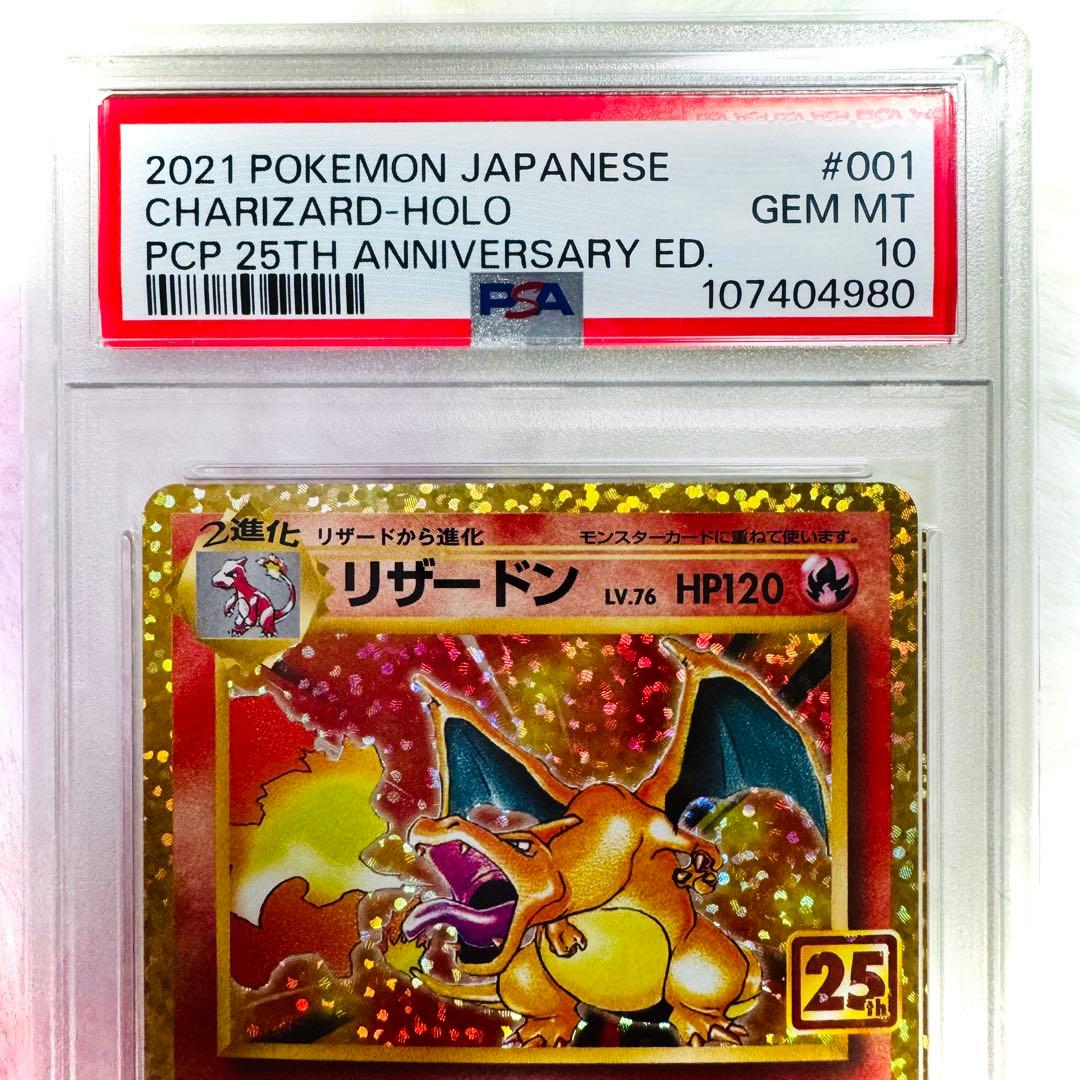 2021 POKEMON JAPANESE #001
CHARIZARD-HOLO GEM MT
PCP 25TH ANNIVERSARY ED. 10
PSA 107404980
2進化 リザードから進化 モンスターカードに重ねて使います。
リザードン LV.76 HP120
25th